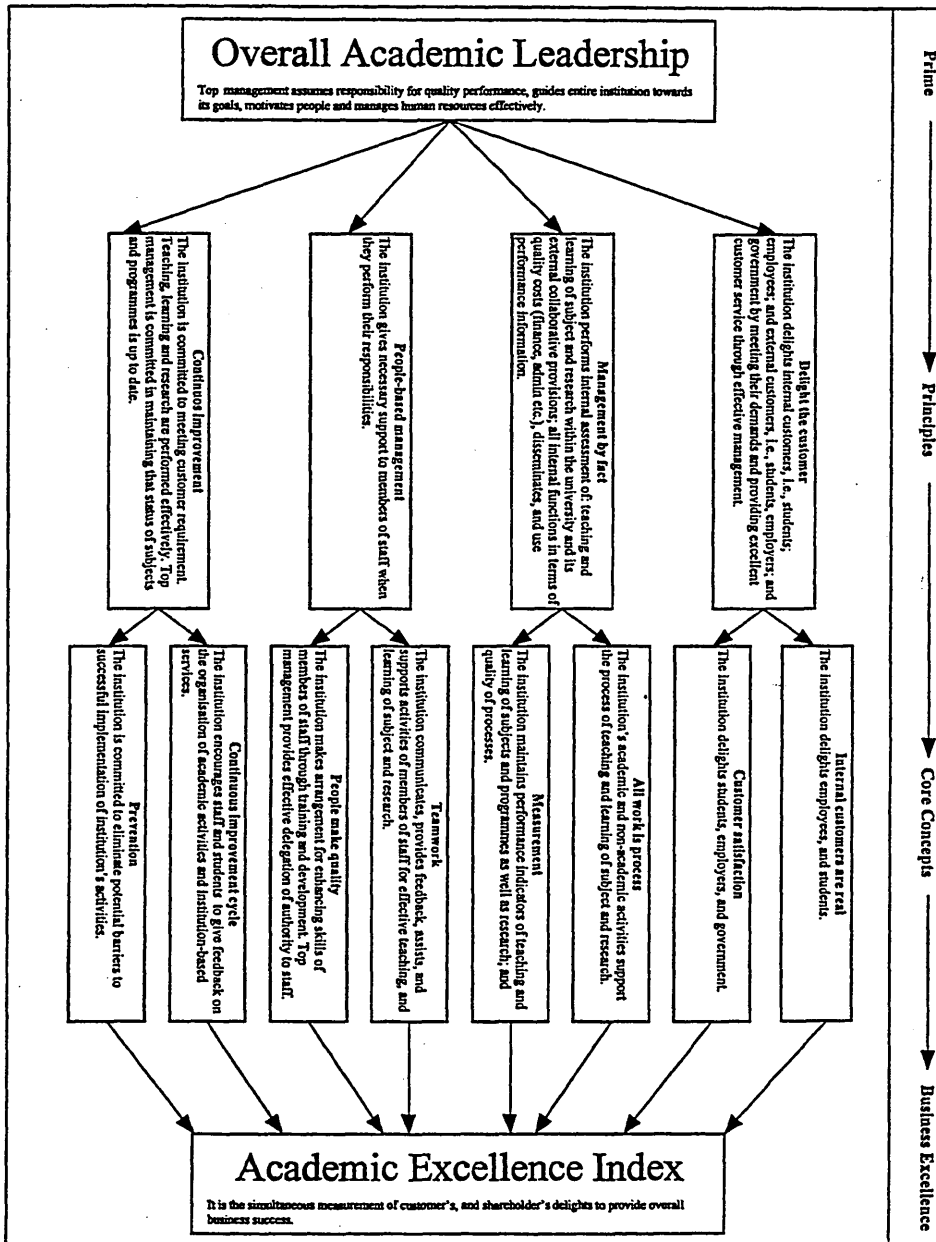 Overall Academic Leadership
Top management assumes responsibility for quality performance, guides entire institution towards
its goals, motivates people and manages human resources effectively.
Delight the customer
The institution delights internal customers, i.e., students;
employees; and external customers, i.e., students, employers; and
government by meeting their demands and providing excellent
customer service through effective management.
Management by fact
The institution performs internal assessment of: teaching and
learning of subject and research within the university and its
external collaborative provisions; all internal functions in terms of
quality costs (finance, admin etc.), disseminates, and use
performance information.
People-based management
The institution gives necessary support to members of staff when
they perform their responsibilities.
Continuos improvement
The institution is committed to meeting customer requirement.
Teaching, learning and research are performed effectively. Top
management is committed in maintaining that status of subjects
and programmes is up to date.
Internal customers are real
The institution delights employees, and students.
Customer satisfaction
The institution delights students, employers, and government.
All work is process
The institution's academic and non-academic activities support
the process of teaching and learning of subject and research.
Measurement
The institution maintains performance indicators of teaching and
learning of subjects and programmes as well as research; and
quality of processes.
Teamwork
The institution communicates, provides feedback, assists, and
supports activities of members of staff for effective teaching, and
learning of subject and research.
People make quality
The institution makes arrangement for enhancing skills of
members of staff through training and development. Top
management provides effective delegation of authority to staff.
Continuous improvement cycle
The institution encourages staff and students to give feedback on
the organisation of academic activities and institution-based
services.
Prevention
The institution is committed to eliminate potential barriers to
successful implementation of institution's activities.
Academic Excellence Index
It is the simultaneous measurement of customer's, and shareholder's delights to provide overall
business success.
Prime
Principles
Core Concepts
Business Excellence